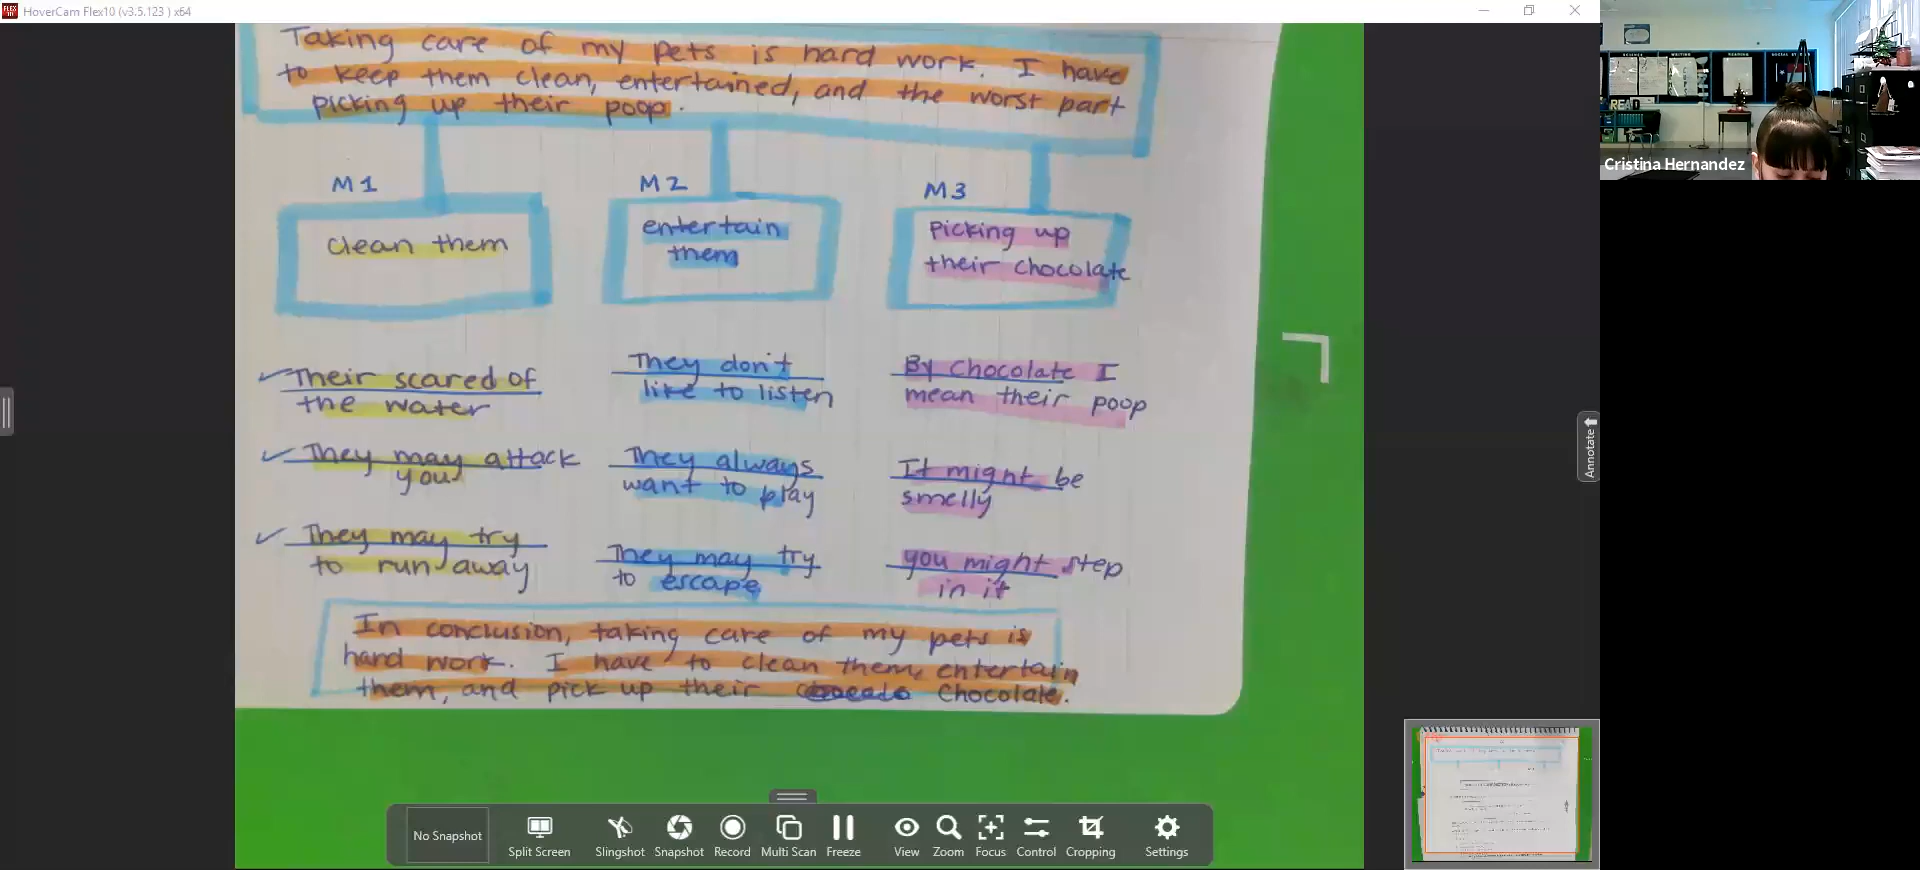 HoverCam Flex10 (v3.5.123 ) x64
Taking care of my pets is hard work. I have
to keep them clean, entertained, and the worst part
picking up their poop.
M1
clean them
Their scared of
the water
They may attack
you
They may try
to run away
M2
entertain
them
They don't
like to listen
They always
want to play
They may try
to escape
M3
Picking up
their chocolate
By Chocolate I
mean their poop
It might be
smelly
you might step
in it
In conclusion, taking care of my pets is
hard work. I have to clean them, entertain
them, and pick up their Chocolate.
Annotate
No Snapshot
Split Screen
Slingshot
Snapshot
Record
Multi Scan
Freeze
View
Zoom
Focus
Control
Cropping
Settings
READ
Cristina Hernandez